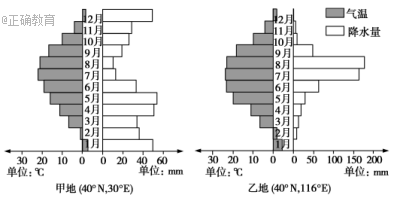 @正确教育
气温
降水量
12月
11月
10月
9月
8月
7月
6月
5月
4月
3月
2月
1月
30 20 10 0 0 20 40 60
单位:℃ 单位:mm
甲地 (40°N,30°E)
12月
11月
10月
9月
8月
7月
6月
5月
4月
3月
2月
1月
30 20 10 0 0 50 100 150 200
单位:℃ 单位:mm
乙地 (40°N,116°E)